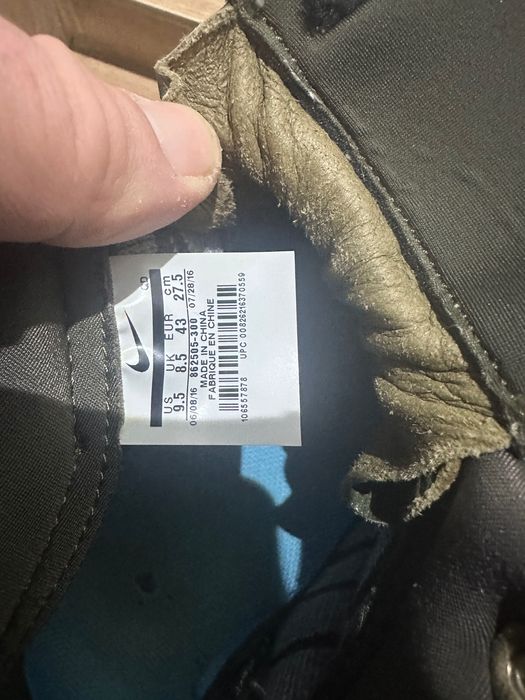 CD
US UK EUR cm
9.5 8.5 43 27.5
06/08/16 862505-300 07/28/16
MADE IN CHINA
FABRIQUE EN CHINE
UPC 00826216370559
106557878